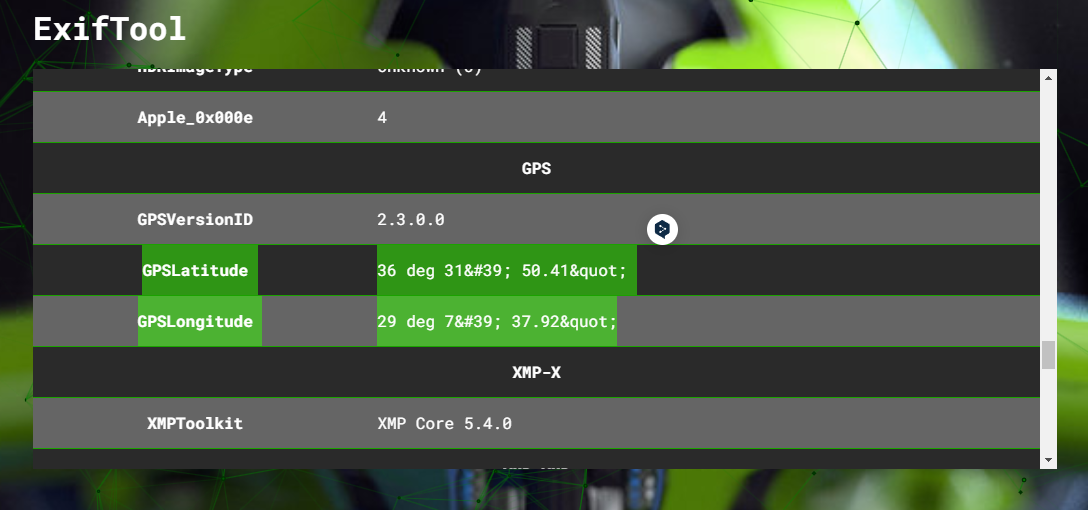 ExifTool
HDRImageType Unknown (0)
Apple_0x000e 4
GPS
GPSVersionID 2.3.0.0
GPSLatitude 36 deg 31&#39; 50.41&quot;
GPSLongitude 29 deg 7&#39; 37.92&quot;
XMP-X
XMPToolkit XMP Core 5.4.0